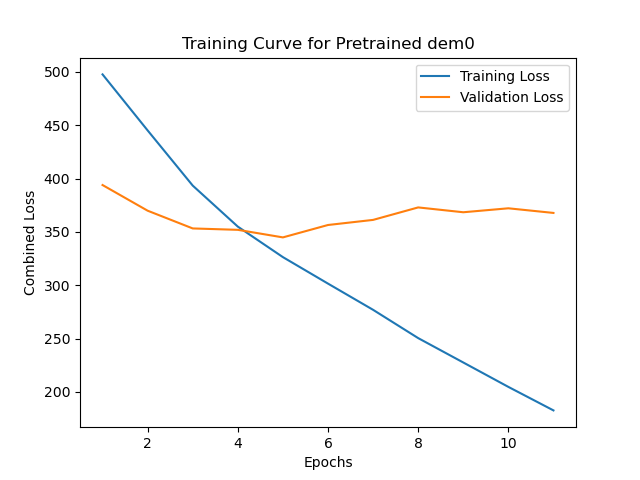 Training Curve for Pretrained dem0
Training Loss
Validation Loss
Combined Loss
500
450
400
350
300
250
200
2 4 6 8 10
Epochs